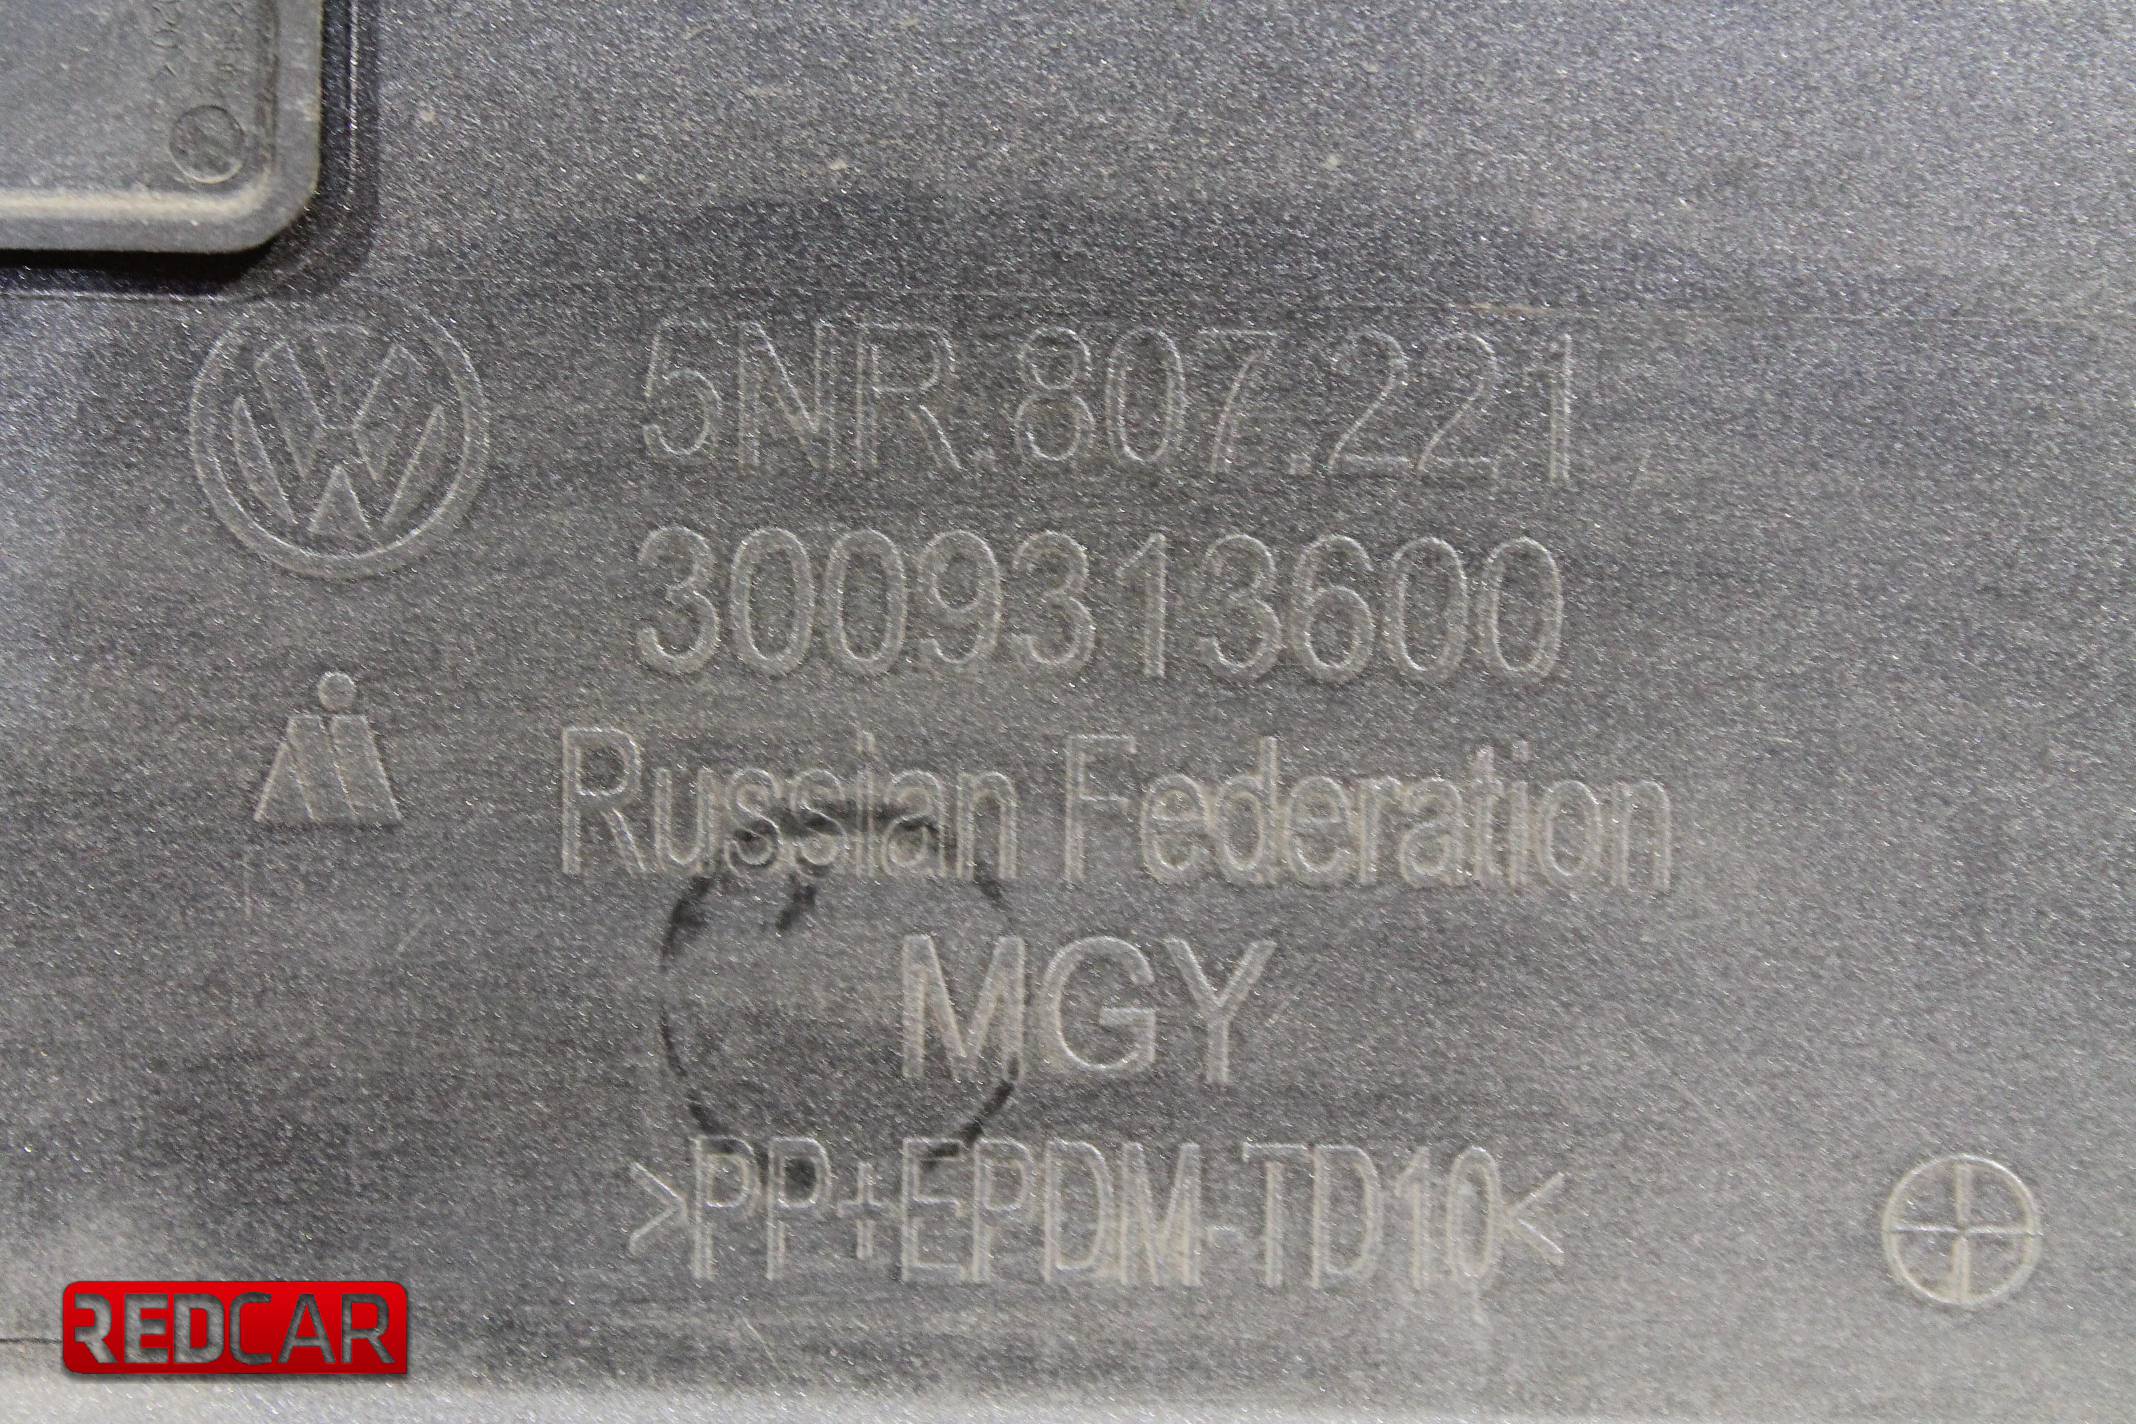 5NR.807.221
3009313600
Russian Federation
MGY
>PP+EPDM-TD10<
REDCAR